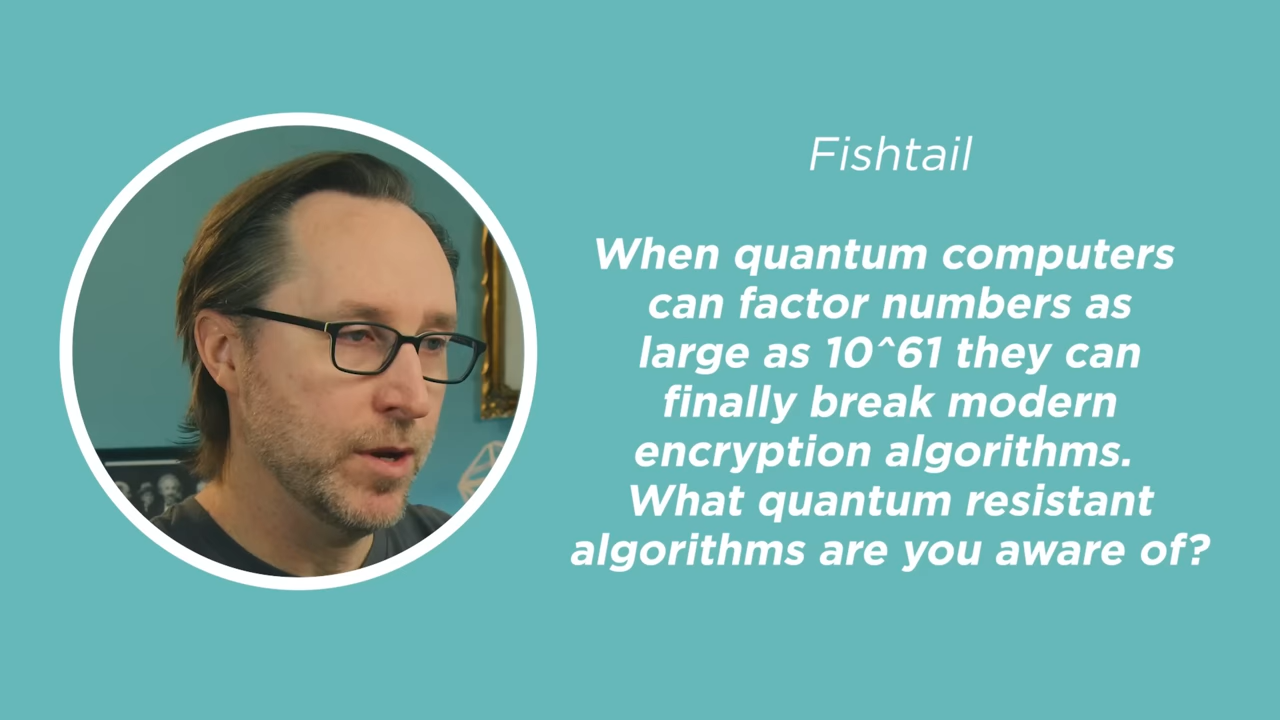 Fishtail
When quantum computers
can factor numbers as
large as 10^61 they can
finally break modern
encryption algorithms.
What quantum resistant
algorithms are you aware of?